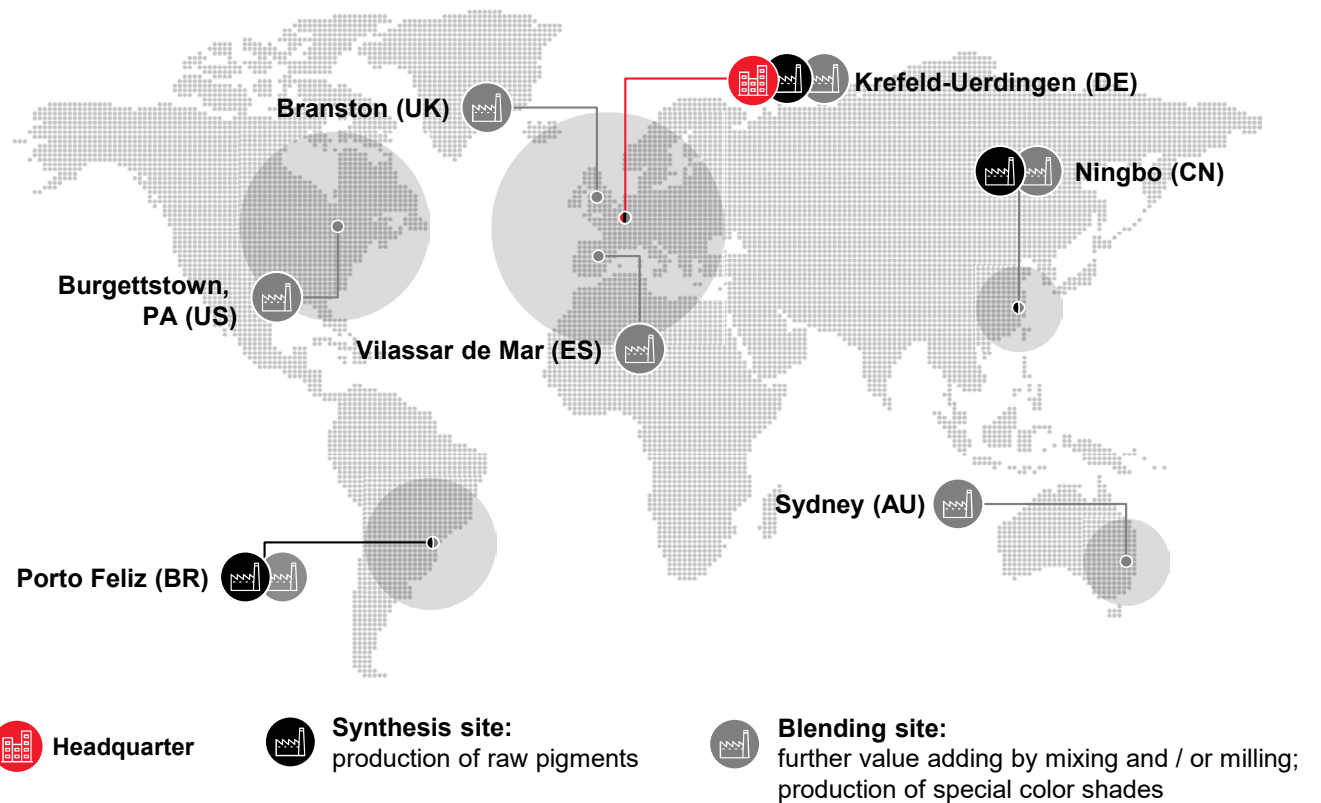 Krefeld-Uerdingen (DE)
Branston (UK)
Ningbo (CN)
Burgettstown,
PA (US)
Vilassar de Mar (ES)
Sydney (AU)
Porto Feliz (BR)
Headquarter
Synthesis site:
production of raw pigments
Blending site:
further value adding by mixing and / or milling;
production of special color shades